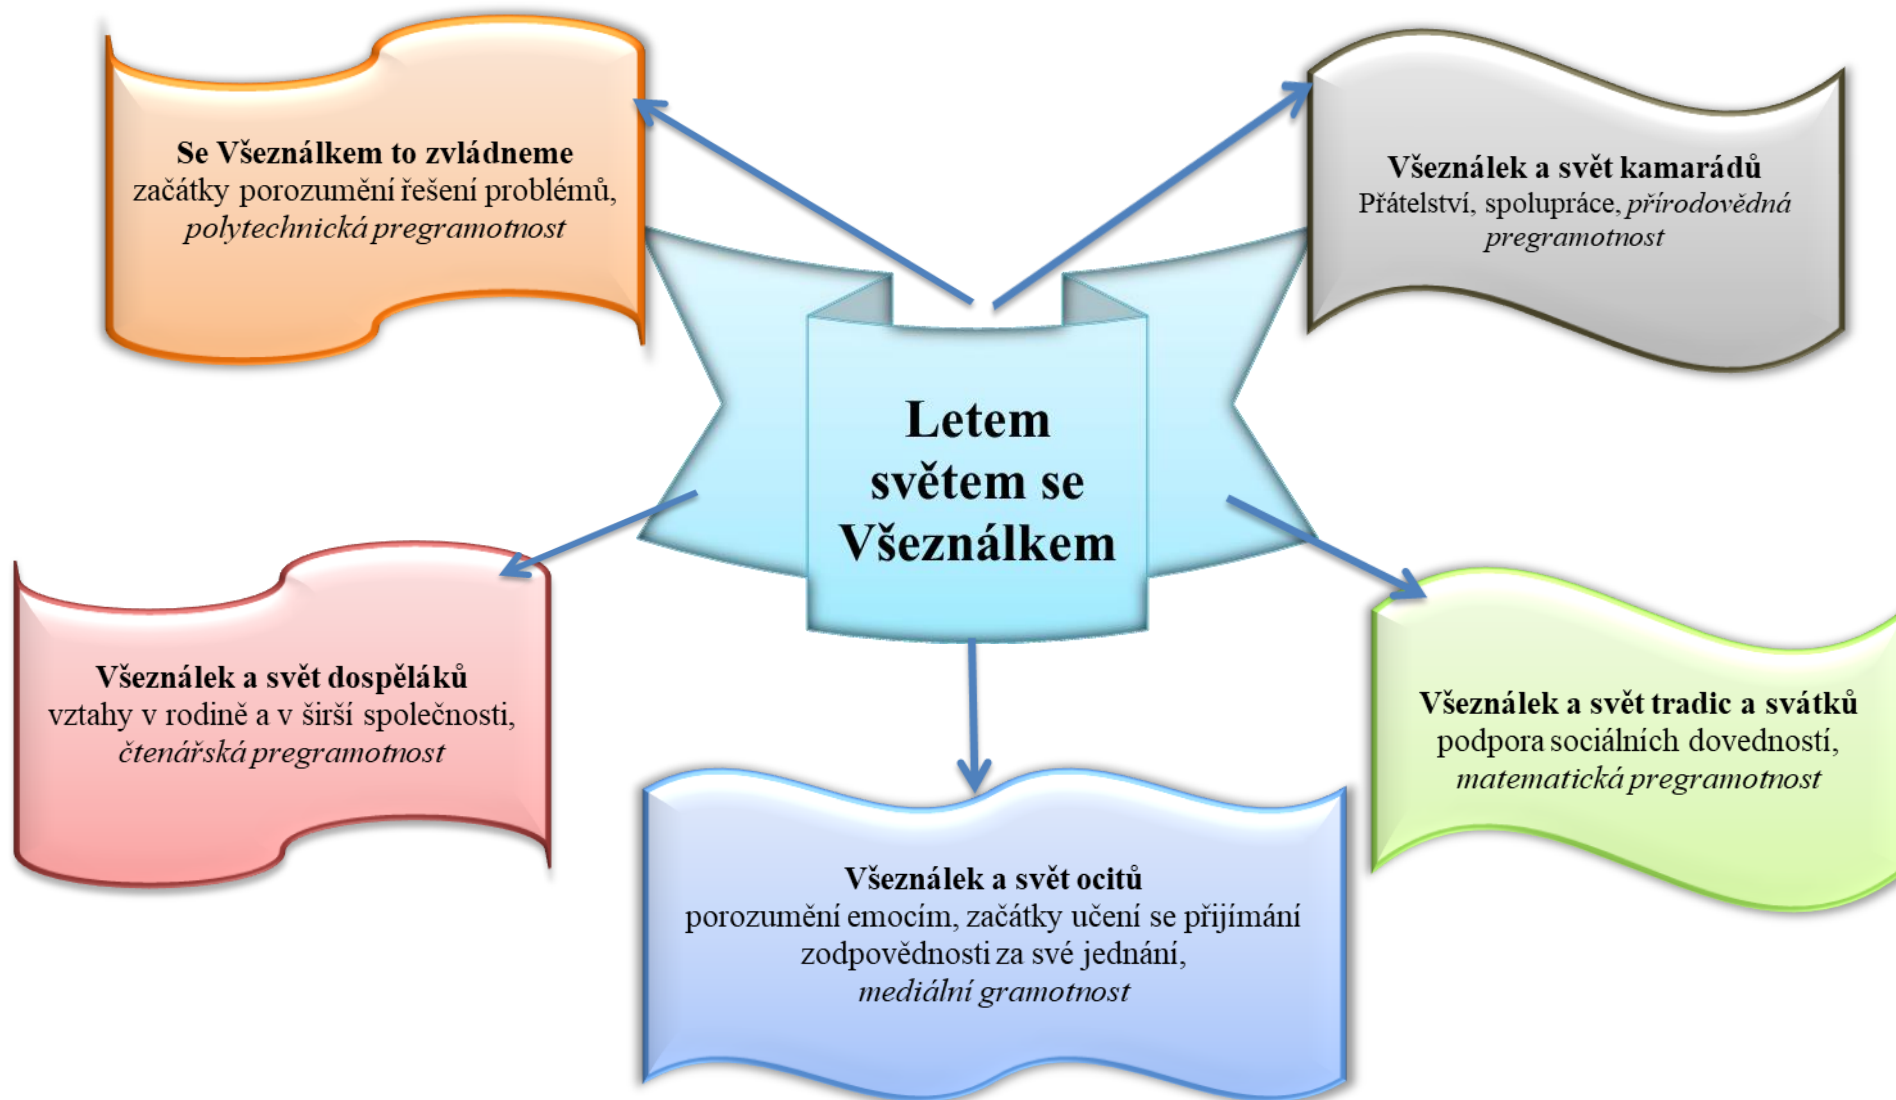 Se Všeználkem to zvládneme
začátky porozumění řešení problémů,
polytechnická pregramotnost
Všeználek a svět kamarádů
Přátelství, spolupráce, přírodovědná
pregramotnost
Letem
světem se
Všeználkem
Všeználek a svět dospěláků
vztahy v rodině a v širší společnosti,
čtenářská pregramotnost
Všeználek a svět tradic a svátků
podpora sociálních dovedností,
matematická pregramotnost
Všeználek a svět ocitů
porozumění emocím, začátky učení se přijímání
zodpovědnosti za své jednání,
mediální gramotnost